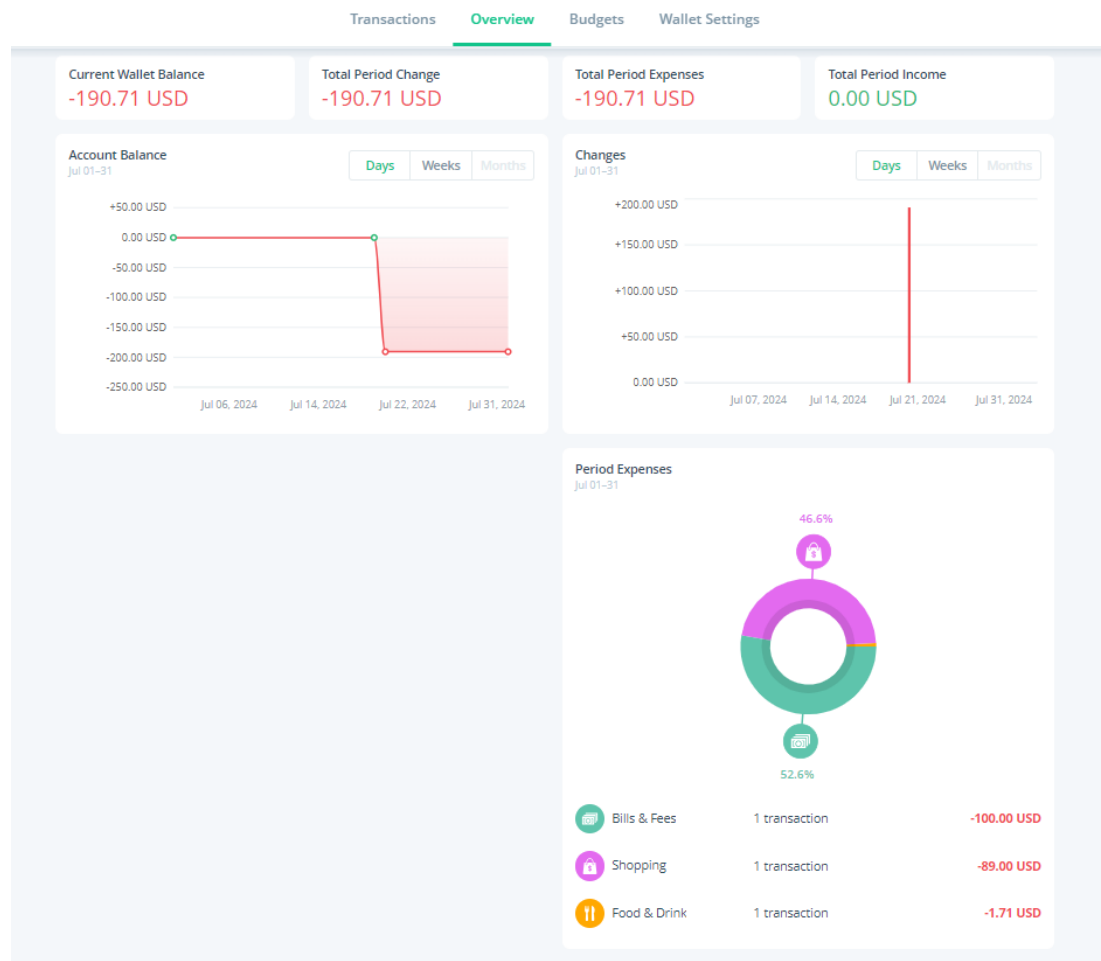 Transactions Overview Budgets Wallet Settings
Current Wallet Balance
-190.71 USD
Total Period Change
-190.71 USD
Total Period Expenses
-190.71 USD
Total Period Income
0.00 USD
Account Balance
Jul 01–31
Days Weeks Months
+50.00 USD
0.00 USD
-50.00 USD
-100.00 USD
-150.00 USD
-200.00 USD
-250.00 USD
Jul 06, 2024 Jul 14, 2024 Jul 22, 2024 Jul 31, 2024
Changes
Jul 01–31
Days Weeks Months
+200.00 USD
+150.00 USD
+100.00 USD
+50.00 USD
0.00 USD
Jul 07, 2024 Jul 14, 2024 Jul 21, 2024 Jul 31, 2024
Period Expenses
Jul 01–31
46.6%
52.6%
Bills & Fees 1 transaction -100.00 USD
Shopping 1 transaction -89.00 USD
Food & Drink 1 transaction -1.71 USD